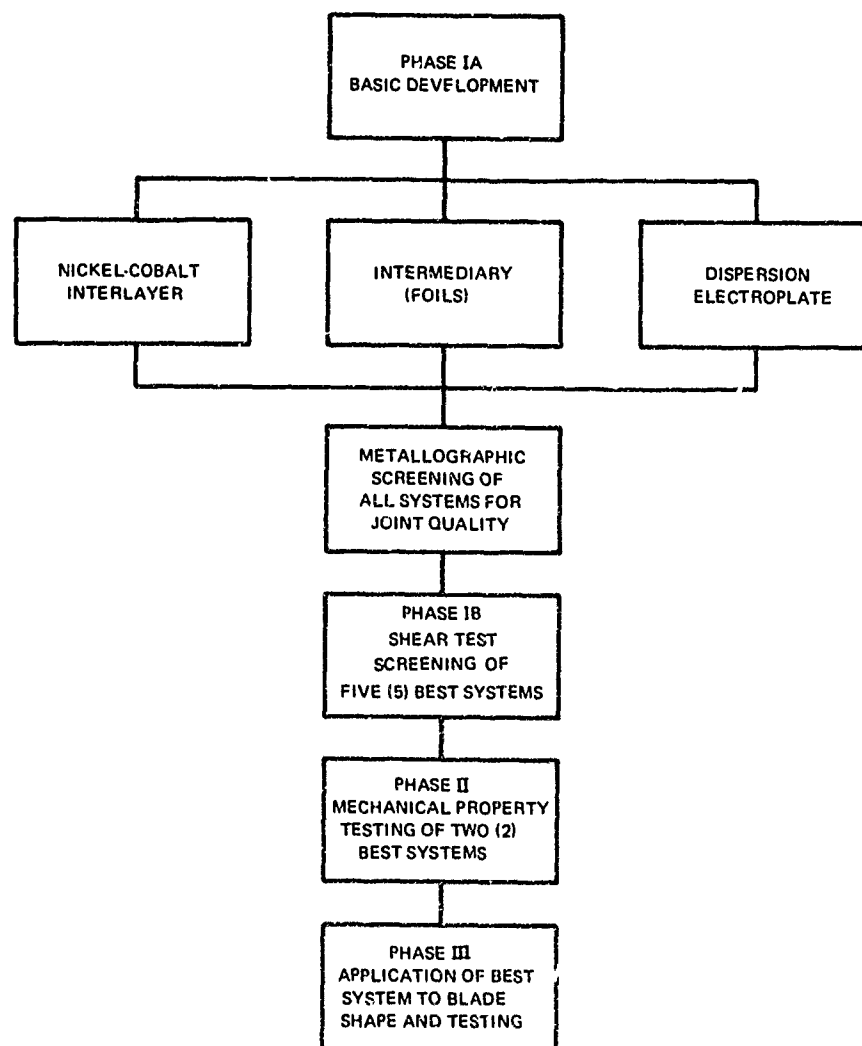 PHASE IA
BASIC DEVELOPMENT
NICKEL-COBALT
INTERLAYER
INTERMEDIARY
(FOILS)
DISPERSION
ELECTROPLATE
METALLOGRAPHIC
SCREENING OF
ALL SYSTEMS FOR
JOINT QUALITY
PHASE IB
SHEAR TEST
SCREENING OF
FIVE (5) BEST SYSTEMS
PHASE II
MECHANICAL PROPERTY
TESTING OF TWO (2)
BEST SYSTEMS
PHASE III
APPLICATION OF BEST
SYSTEM TO BLADE
SHAPE AND TESTING